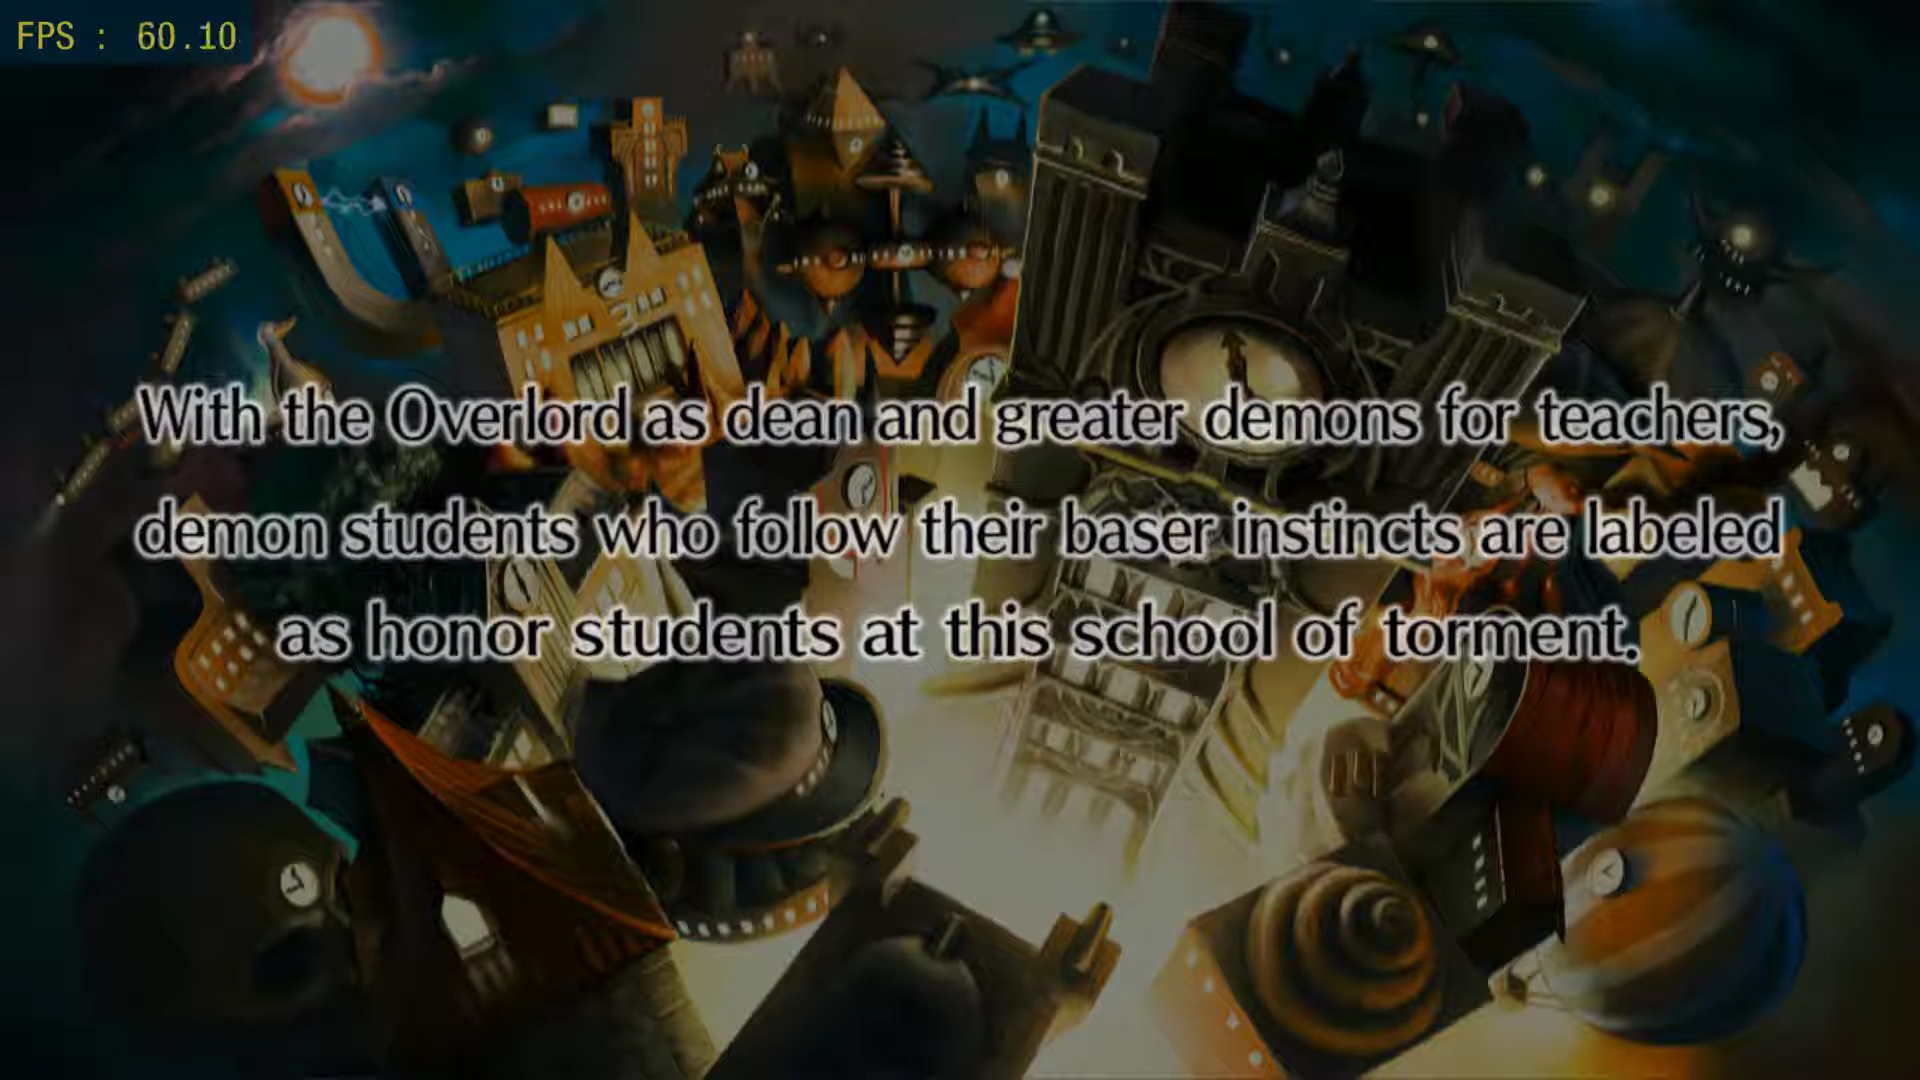 FPS : 60.10
With the Overlord as dean and greater demons for teachers,
demon students who follow their baser instincts are labeled
as honor students at this school of torment.